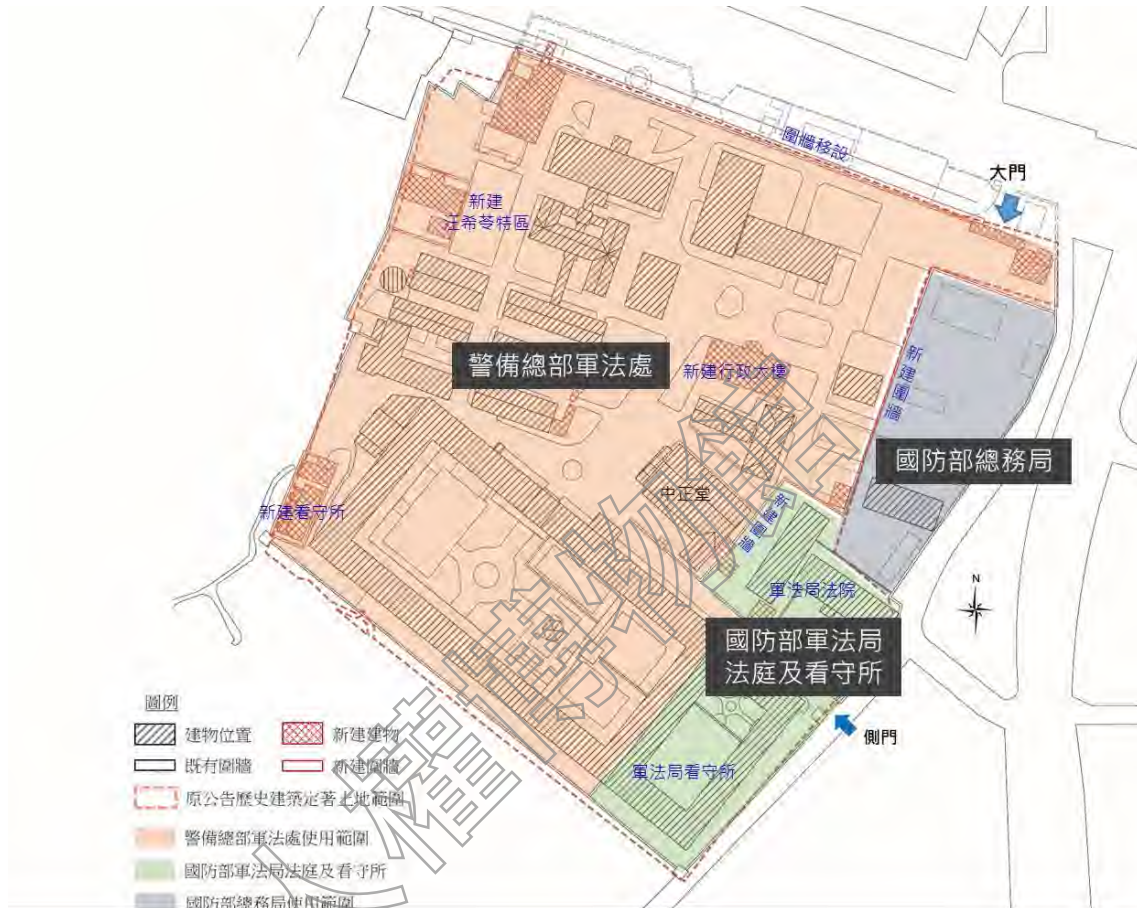 圍牆移設
大門
新建
汪希苓特區
警備總部軍法處
新建行政大樓
新建圍牆
國防部總務局
中正堂
新建看守所
新建圍牆
軍法局法院
N
國防部軍法局
法庭及看守所
側門
軍法局看守所
圖例
建物位置
新建建物
既有圍牆
新建圍牆
原公告歷史建築定著土地範圍
警備總部軍法處使用範圍
國防部軍法局法庭及看守所
國防部總務局使用範圍
人權博物館